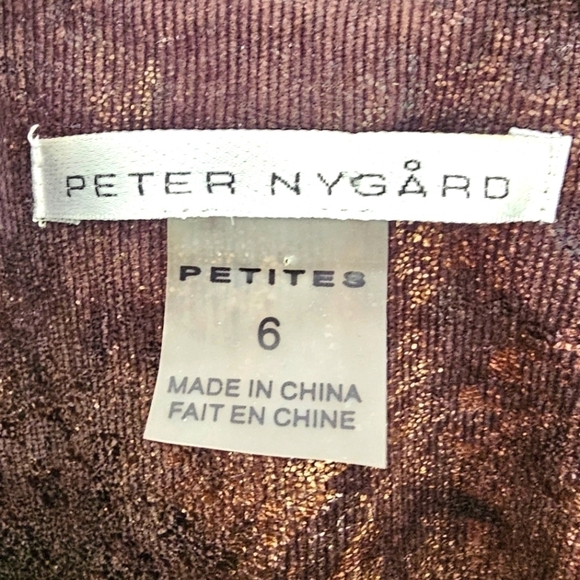 PETER NYGÅRD
PETITES
6
MADE IN CHINA
FAIT EN CHINE